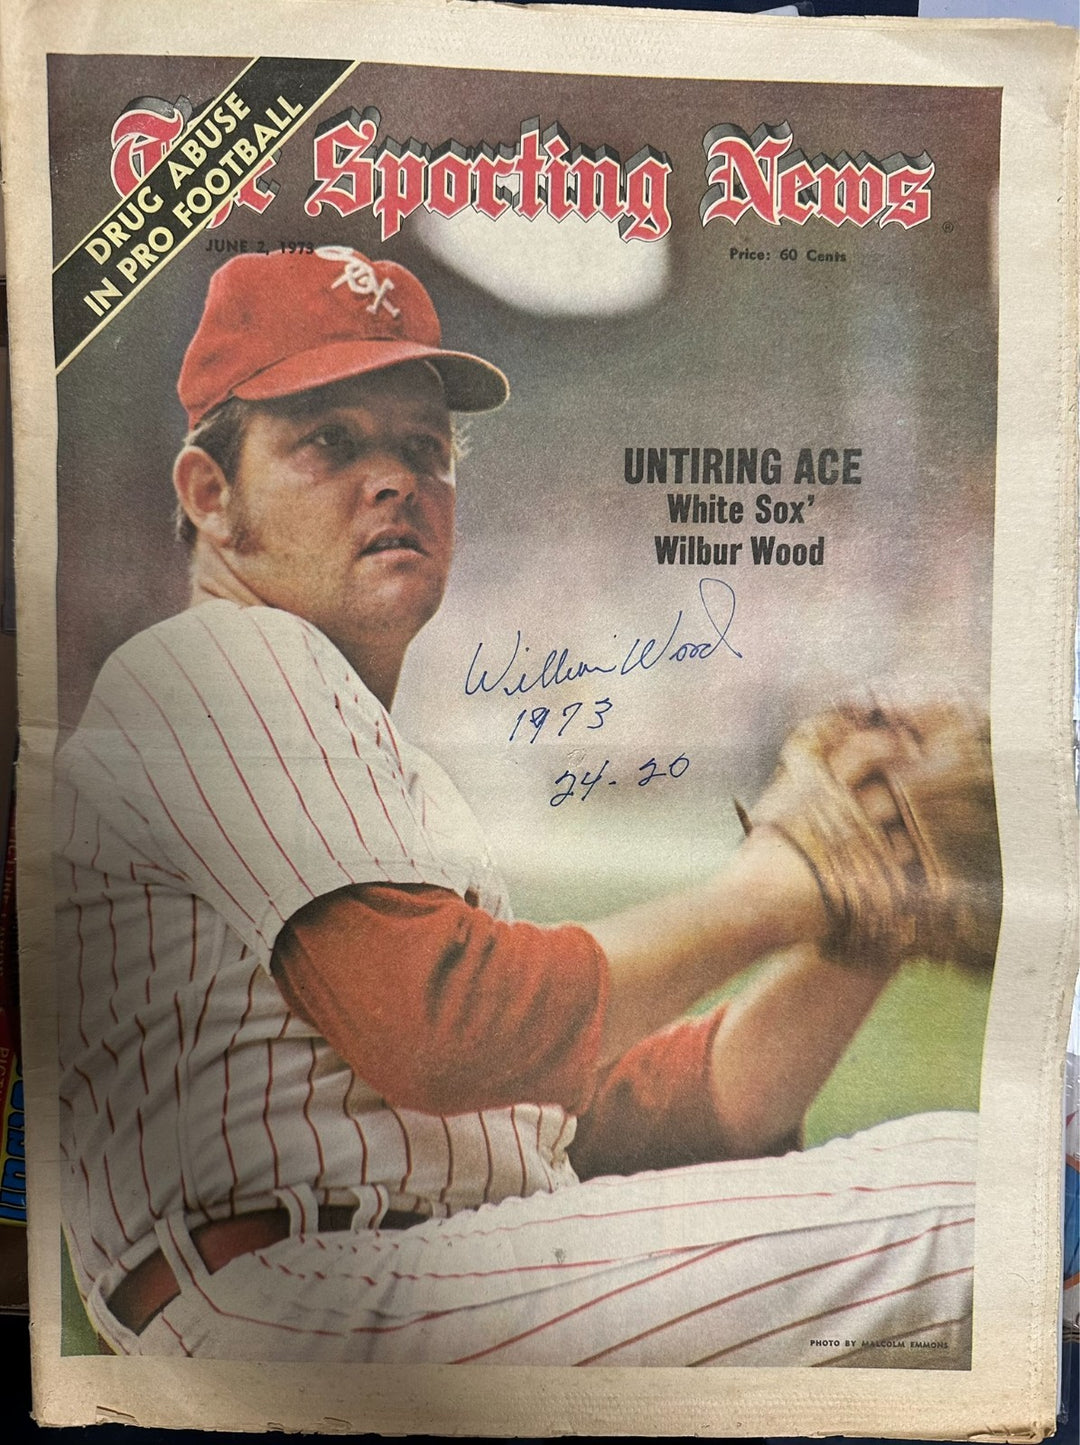 DRUG ABUSE
IN PRO FOOTBALL
The Sporting News
®
JUNE 2, 1973
Price: 60 Cents
Sox
UNTIRING ACE
White Sox'
Wilbur Wood
Wood
1973
24-20
PHOTO BY MALCOLM EMMONS